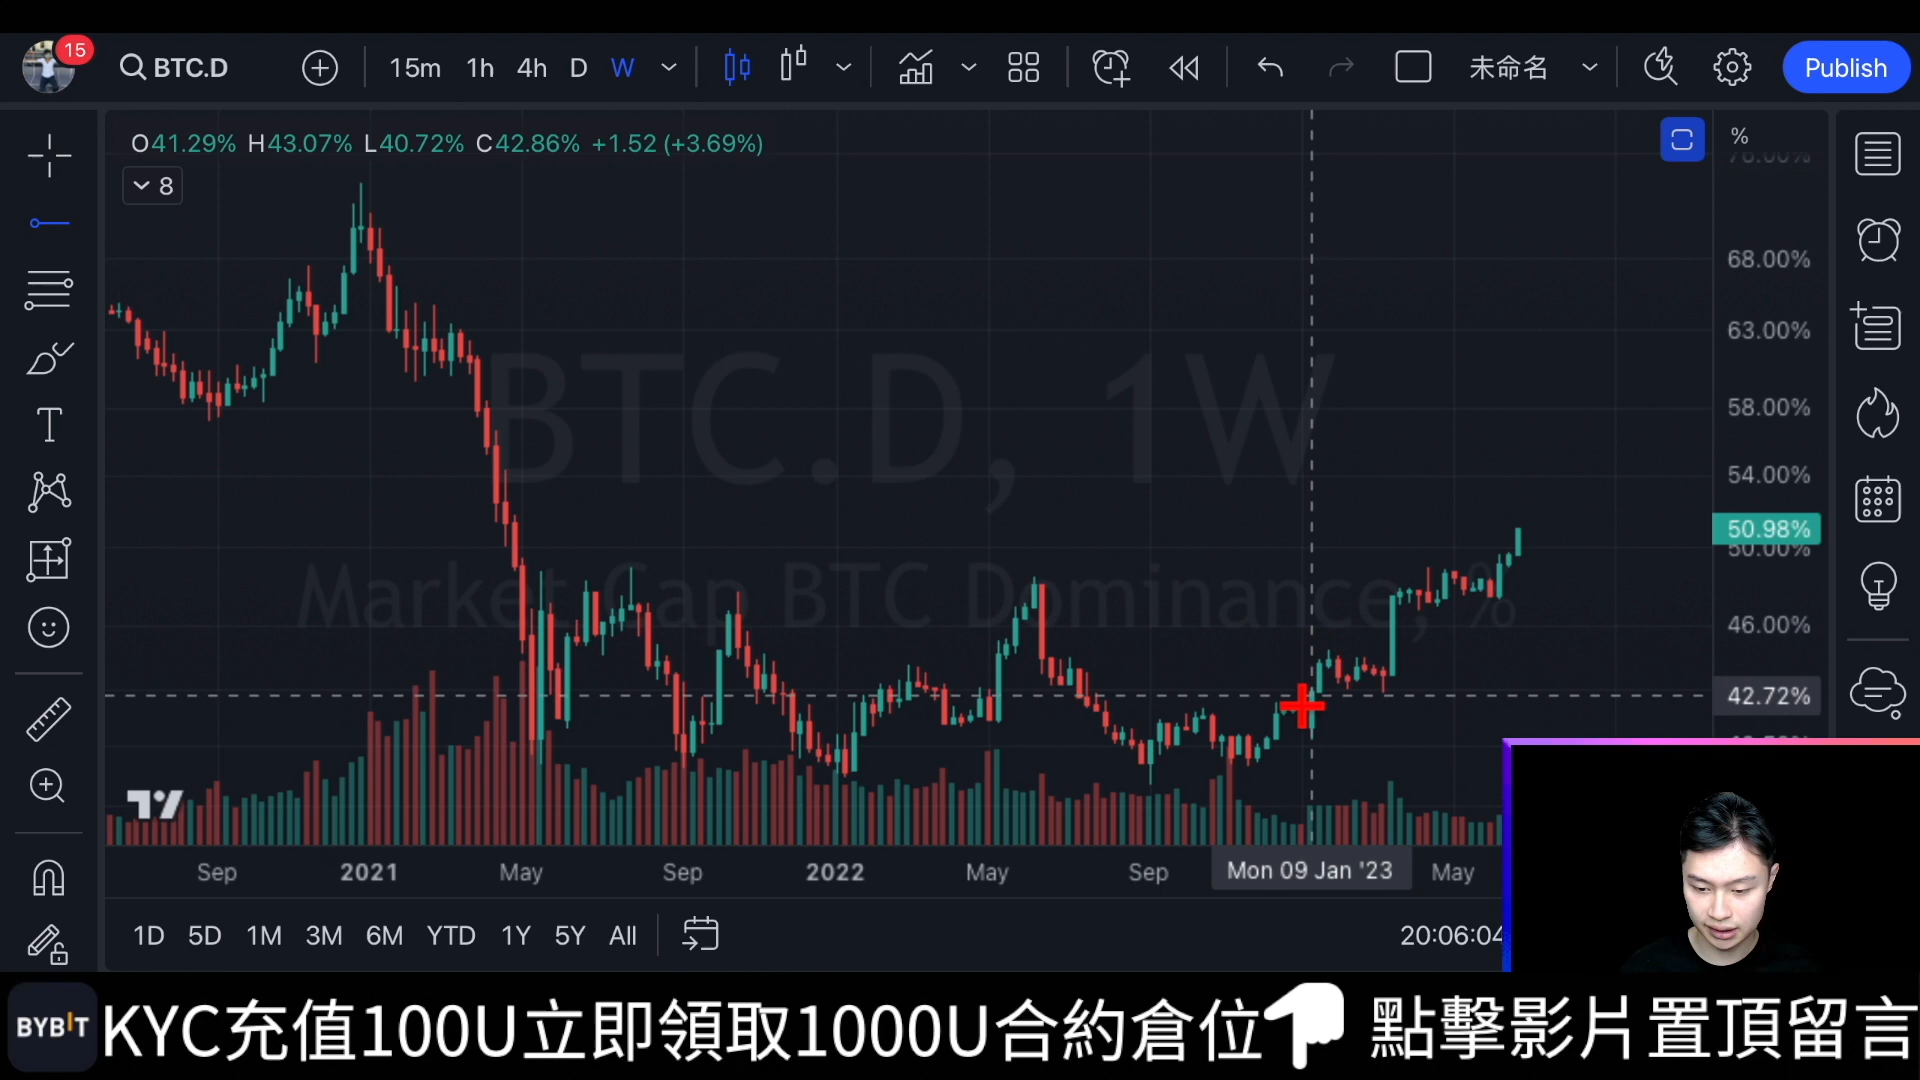 15
BTC.D
15m 1h 4h D W
未命名
Publish
O41.29% H43.07% L40.72% C42.86% +1.52 (+3.69%)
8
%
68.00%
63.00%
58.00%
54.00%
50.98%
50.00%
46.00%
42.72%
BTC.D, 1W
Market Cap BTC Dominance, %
Sep 2021 May Sep 2022 May Sep Mon 09 Jan '23 May
1D 5D 1M 3M 6M YTD 1Y 5Y All
20:06:04
BYBIT
KYC充值100U立即領取1000U合約倉位 點擊影片置頂留言